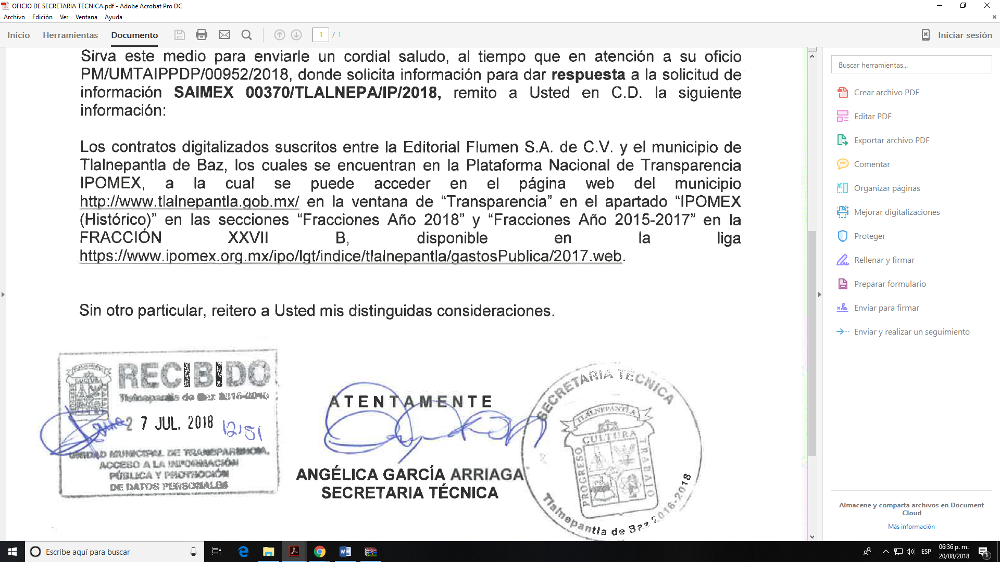 OFICIO DE SECRETARIA TECNICA.pdf - Adobe Acrobat Pro DC
Archivo Edición Ver Ventana Ayuda
Inicio Herramientas Documento 1 / 1 Iniciar sesión
Sirva este medio para enviarle un cordial saludo, al tiempo que en atención a su oficio
PM/UMTAIPPDP/00952/2018, donde solicita información para dar respuesta a la solicitud de
información SAIMEX 00370/TLALNEPA/IP/2018, remito a Usted en C.D. la siguiente
información:
Los contratos digitalizados suscritos entre la Editorial Flumen S.A. de C.V. y el municipio de
Tlalnepantla de Baz, los cuales se encuentran en la Plataforma Nacional de Transparencia
IPOMEX, a la cual se puede acceder en el página web del municipio
http://www.tlalnepantla.gob.mx/ en la ventana de “Transparencia” en el apartado “IPOMEX
(Histórico)” en las secciones “Fracciones Año 2018” y “Fracciones Año 2015-2017” en la
FRACCIÓN XXVII B, disponible en la liga
https://www.ipomex.org.mx/ipo/lgt/indice/tlalnepantla/gastosPublica/2017.web.
Sin otro particular, reitero a Usted mis distinguidas consideraciones.
RECIBIDO
Tlalnepantla de Baz 2016-2018
27 JUL. 2018 12:51
UNIDAD MUNICIPAL DE TRANSPARENCIA,
ACCESO A LA INFORMACIÓN
PÚBLICA Y PROTECCIÓN
DE DATOS PERSONALES
ATENTAMENTE
ANGÉLICA GARCÍA ARRIAGA
SECRETARIA TÉCNICA
SECRETARIA TECNICA
TLALNEPANTLA
CULTURA
PROGRESO
TRABAJO
Tlalnepantla de Baz 2016-2018
Buscar herramientas...
Crear archivo PDF
Editar PDF
Exportar archivo PDF
Comentar
Organizar páginas
Mejorar digitalizaciones
Proteger
Rellenar y firmar
Preparar formulario
Enviar para firmar
Enviar y realizar un seguimiento
Almacene y comparta archivos en Document
Cloud
Más información
Escribe aquí para buscar
ESP
06:36 p. m.
20/08/2018
1